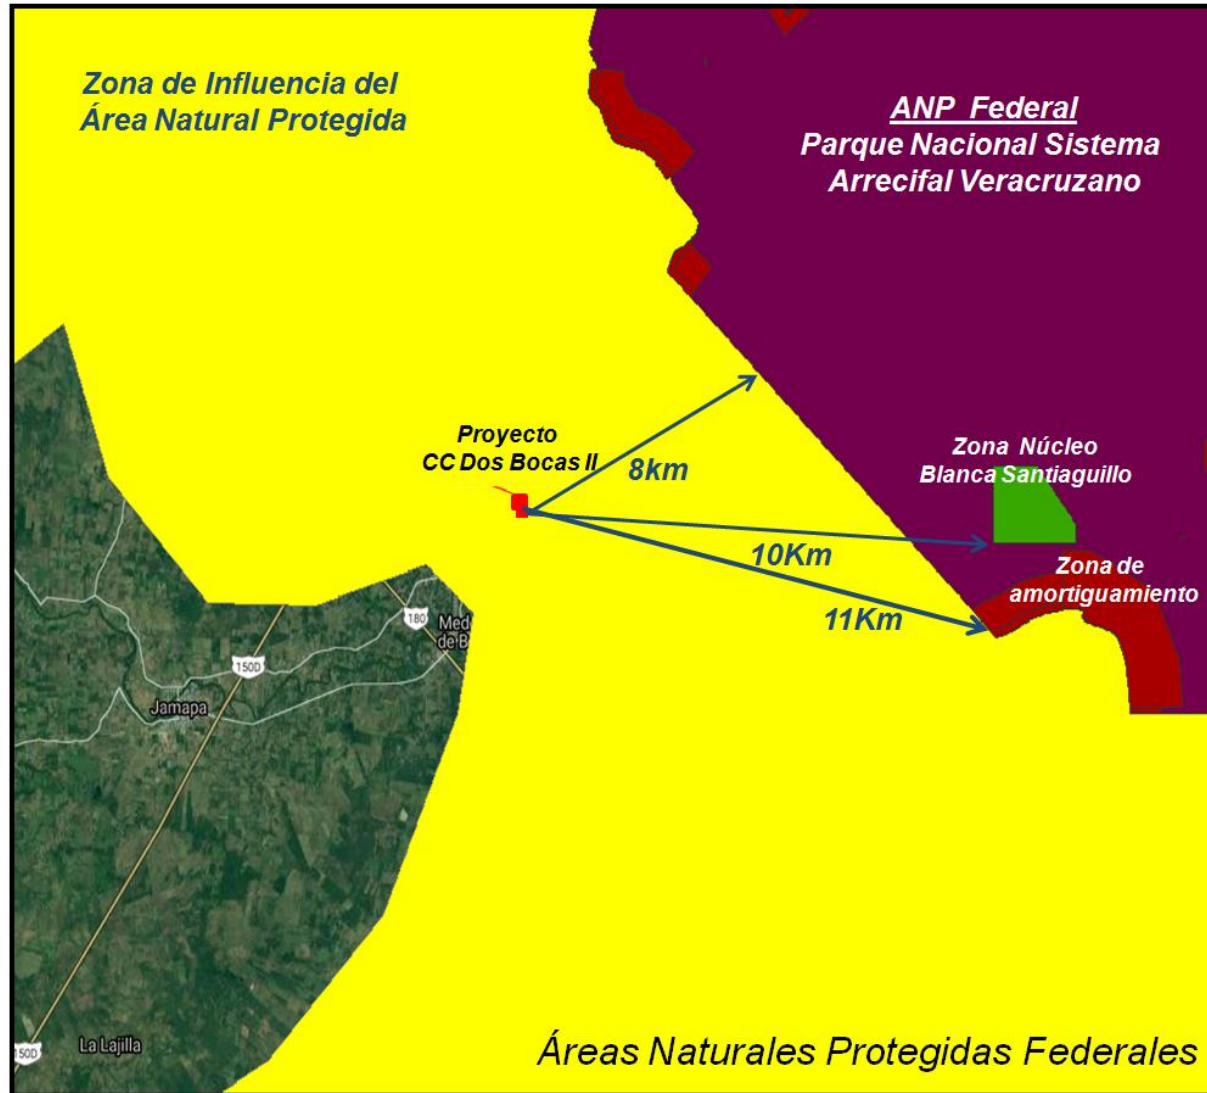 Zona de Influencia del
Área Natural Protegida
ANP Federal
Parque Nacional Sistema
Arrecifal Veracruzano
Proyecto
CC Dos Bocas II
8km
Zona Núcleo
Blanca Santiaguillo
10Km
Zona de
amortiguamiento
11Km
180
Med
de B
150D
Jamapa
150D
La Lajilla
Áreas Naturales Protegidas Federales